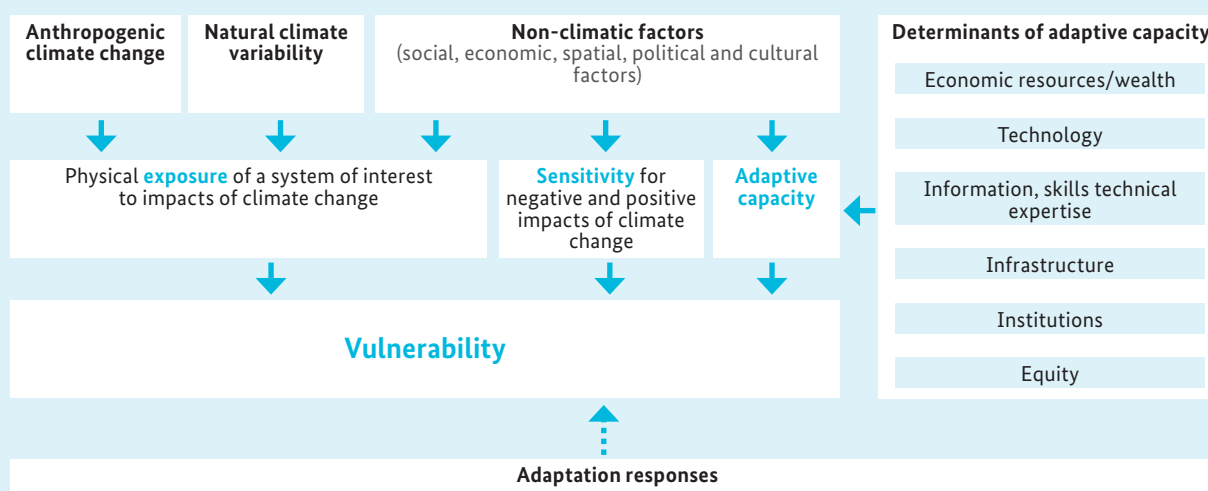 Anthropogenic
climate change
Natural climate
variability
Non-climatic factors
(social, economic, spatial, political and cultural
factors)
Physical exposure of a system of interest
to impacts of climate change
Sensitivity for
negative and positive
impacts of climate
change
Adaptive
capacity
Vulnerability
Adaptation responses
Determinants of adaptive capacity
Economic resources/wealth
Technology
Information, skills technical
expertise
Infrastructure
Institutions
Equity